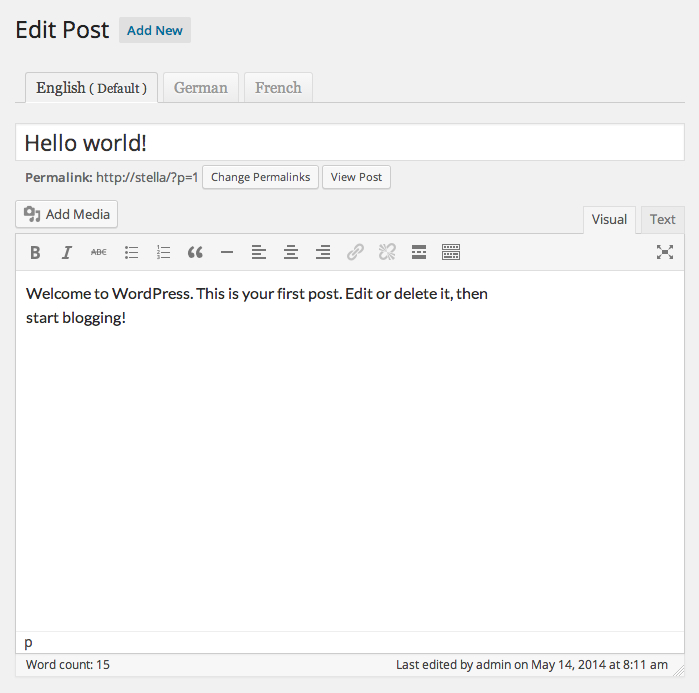 Edit Post Add New
English ( Default ) German French
Hello world!
Permalink: http://stella/?p=1 Change Permalinks View Post
Add Media Visual Text
B I ABC
Welcome to WordPress. This is your first post. Edit or delete it, then
start blogging!
p
Word count: 15 Last edited by admin on May 14, 2014 at 8:11 am